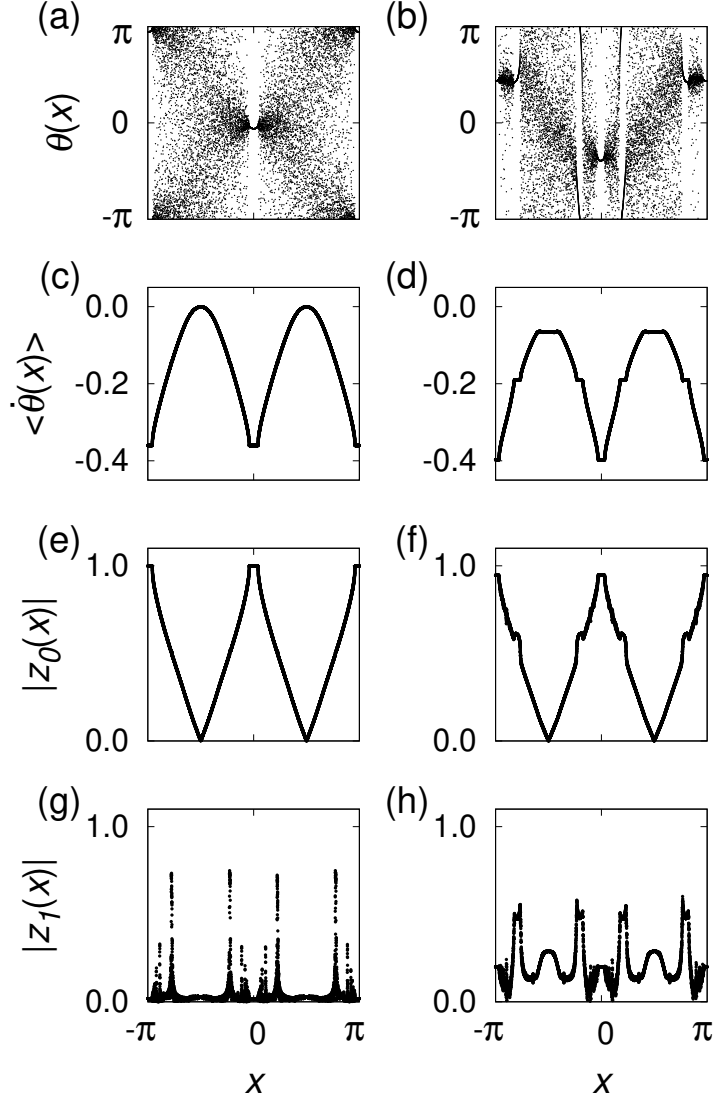 (a) (b)
π π
θ(x) 0 0
-π -π
(c) (d)
0.0 0.0
<θ̇(x)> -0.2 -0.2
-0.4 -0.4
(e) (f)
1.0 1.0
|z₀(x)|
0.0 0.0
(g) (h)
1.0 1.0
|z₁(x)|
0.0 0.0
-π 0 π -π 0 π
x x